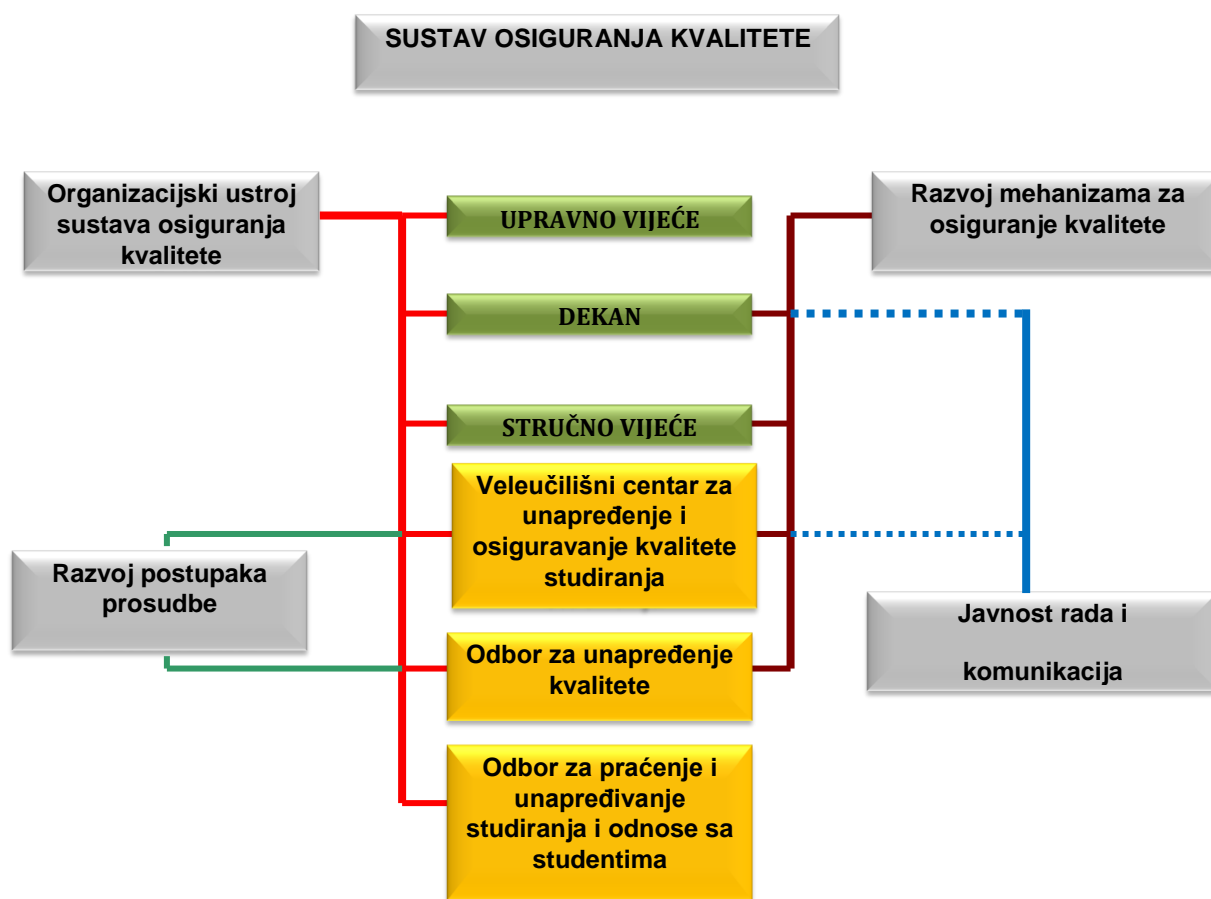 SUSTAV OSIGURANJA KVALITETE
Organizacijski ustroj
sustava osiguranja
kvalitete
UPRAVNO VIJEĆE
Razvoj mehanizama za
osiguranje kvalitete
DEKAN
STRUČNO VIJEĆE
Veleučilišni centar za
unapređenje i
osiguravanje kvalitete
studiranja
Razvoj postupaka
prosudbe
Javnost rada i
komunikacija
Odbor za unapređenje
kvalitete
Odbor za praćenje i
unapređivanje
studiranja i odnose sa
studentima